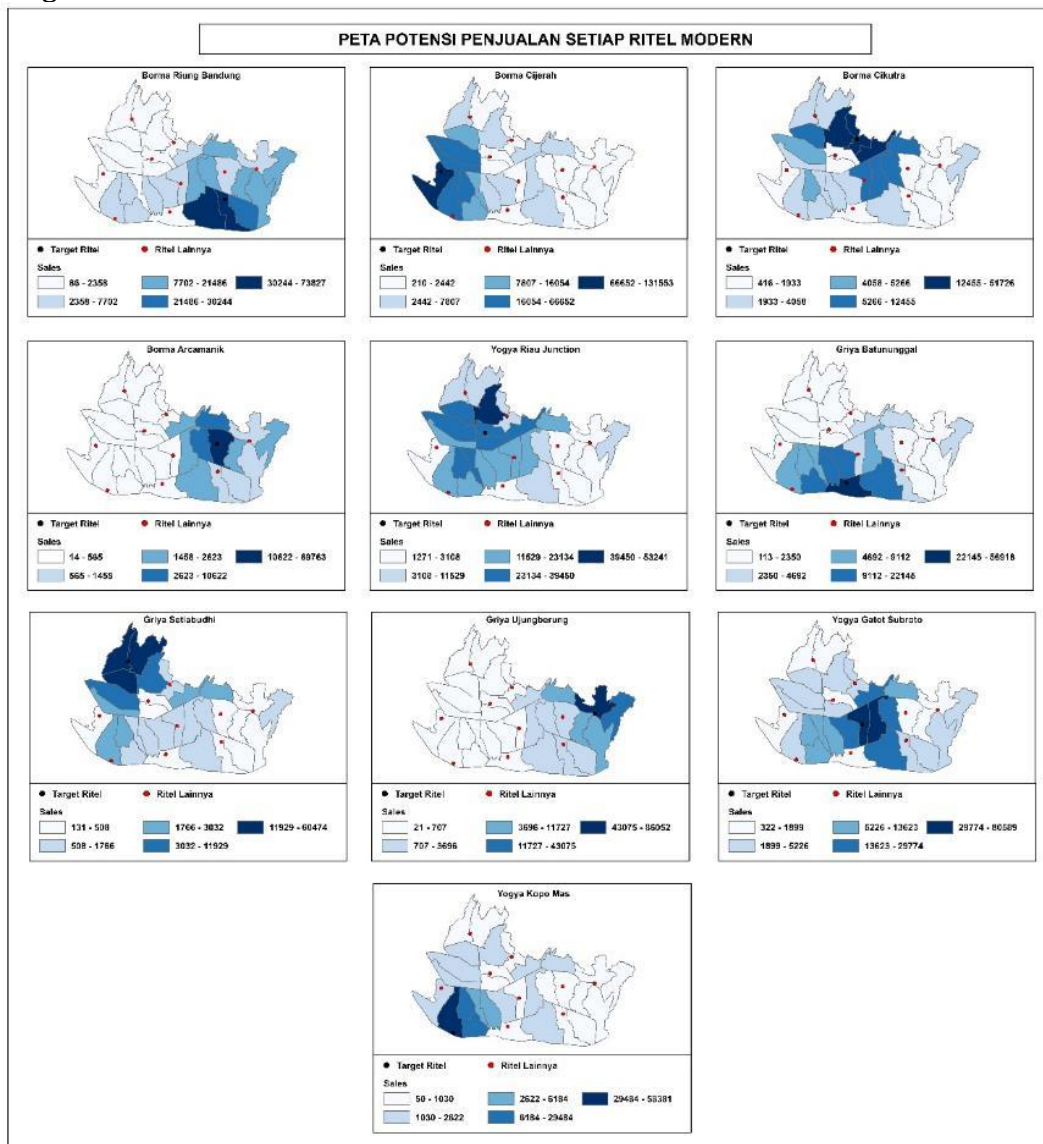 PETA POTENSI PENJUALAN SETIAP RITEL MODERN
Borma Riung Bandung
Target Ritel Ritel Lainnya
Sales
86 - 2358 7702 - 21486 30244 - 73827
2358 - 7702 21486 - 30244
Borma Cijerah
Target Ritel Ritel Lainnya
Sales
210 - 2442 7807 - 16054 66652 - 131553
2442 - 7807 16054 - 66652
Borma Cikutra
Target Ritel Ritel Lainnya
Sales
416 - 1933 4058 - 5266 12455 - 51726
1933 - 4058 5266 - 12455
Borma Arcamanik
Target Ritel Ritel Lainnya
Sales
14 - 565 1458 - 2623 10622 - 69763
565 - 1459 2623 - 10622
Yogya Riau Junction
Target Ritel Ritel Lainnya
Sales
1271 - 3108 11529 - 23134 39450 - 53241
3108 - 11529 23134 - 39450
Griya Batununggal
Target Ritel Ritel Lainnya
Sales
113 - 2350 4692 - 9112 22145 - 56918
2350 - 4692 9112 - 22145
Griya Setiabudhi
Target Ritel Ritel Lainnya
Sales
131 - 508 1766 - 3032 11929 - 60474
508 - 1766 3032 - 11929
Griya Ujungberung
Target Ritel Ritel Lainnya
Sales
21 - 707 3696 - 11727 43075 - 86052
707 - 3696 11727 - 43075
Yogya Gatot Subroto
Target Ritel Ritel Lainnya
Sales
322 - 1899 5226 - 13623 29774 - 80589
1899 - 5226 13623 - 29774
Yogya Kopo Mas
Target Ritel Ritel Lainnya
Sales
50 - 1030 2622 - 6184 29484 - 58381
1030 - 2622 6184 - 29484